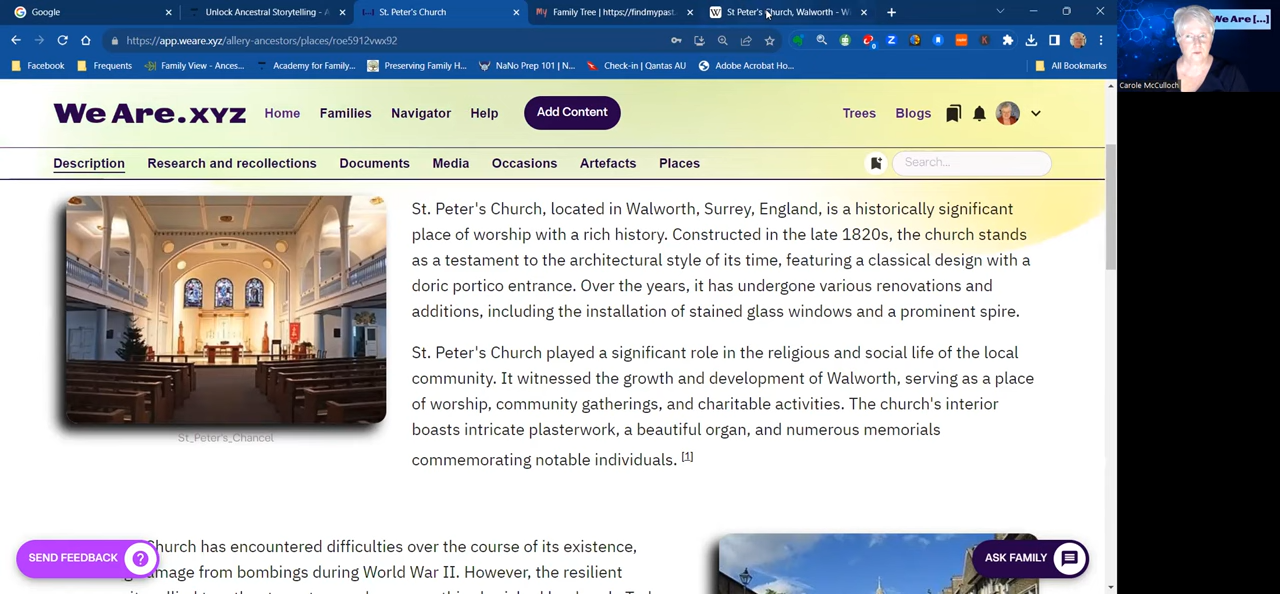 Google
Unlock Ancestral Storytelling - A
St. Peter's Church
Family Tree | https://findmypast.
St Peter's Church, Walworth - Wi
https://app.weare.xyz/allery-ancestors/places/roe5912vwx92
Facebook
Frequents
Family View - Ances...
Academy for Family...
Preserving Family H...
NaNo Prep 101 | N...
Check-in | Qantas AU
Adobe Acrobat Ho...
All Bookmarks
We Are [...]
Carole McCulloch
We Are.xyz
Home
Families
Navigator
Help
Add Content
Trees
Blogs
Description
Research and recollections
Documents
Media
Occasions
Artefacts
Places
Search...
St. Peter's Church, located in Walworth, Surrey, England, is a historically significant
place of worship with a rich history. Constructed in the late 1820s, the church stands
as a testament to the architectural style of its time, featuring a classical design with a
doric portico entrance. Over the years, it has undergone various renovations and
additions, including the installation of stained glass windows and a prominent spire.
St. Peter's Church played a significant role in the religious and social life of the local
community. It witnessed the growth and development of Walworth, serving as a place
of worship, community gatherings, and charitable activities. The church's interior
boasts intricate plasterwork, a beautiful organ, and numerous memorials
commemorating notable individuals. [1]
St_Peter's_Chancel
Church has encountered difficulties over the course of its existence,
damage from bombings during World War II. However, the resilient
SEND FEEDBACK
ASK FAMILY